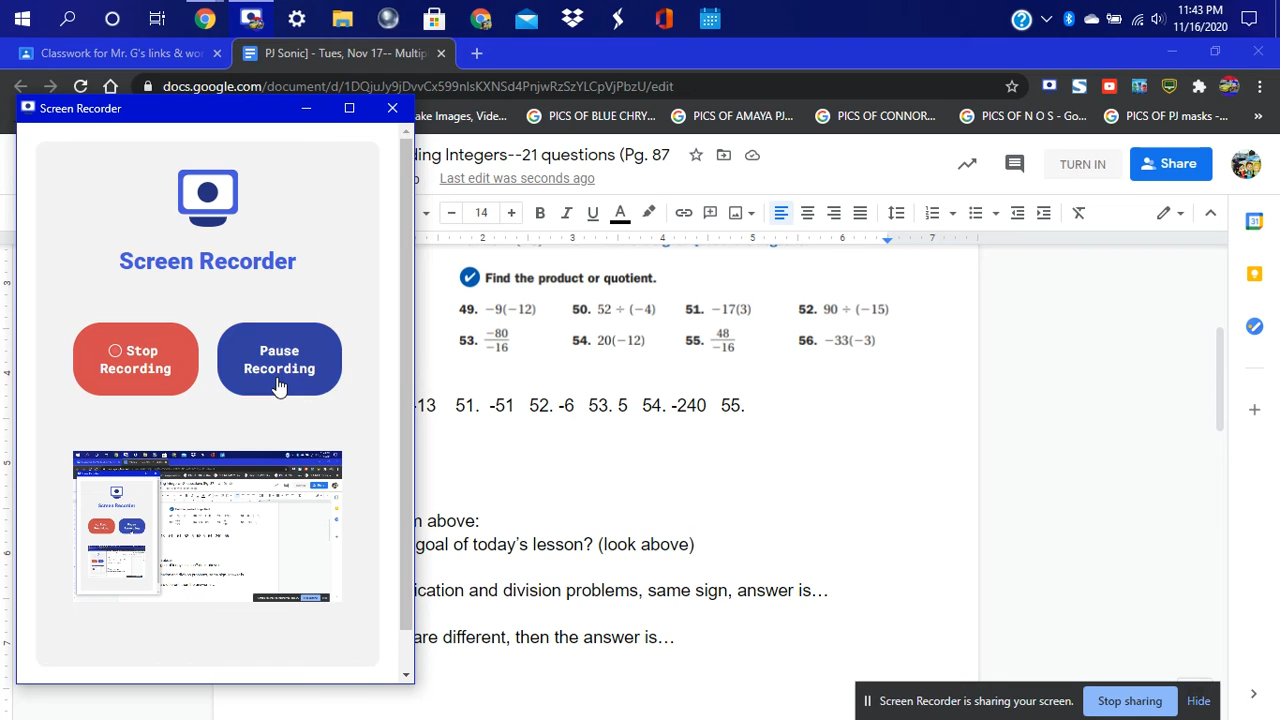 11:43 PM
11/16/2020
Classwork for Mr. G's links & wor
PJ Sonic] - Tues, Nov 17-- Multip
docs.google.com/document/d/1DQjuJy9jDvvCx599nlsKXNSd4PnjwRzSzYLCpVjPbzU/edit
Screen Recorder
ake Images, Vide...
PICS OF BLUE CHRY...
PICS OF AMAYA PJ...
PICS OF CONNOR...
PICS OF N O S - Go...
PICS OF PJ masks -...
ding Integers--21 questions (Pg. 87
Last edit was seconds ago
TURN IN
Share
14
2 3 4 5 6 7
Screen Recorder
Stop Recording
Pause Recording
Find the product or quotient.
49. −9(−12) 50. 52 ÷ (−4) 51. −17(3) 52. 90 ÷ (−15)
53. −80/−16 54. 20(−12) 55. 48/−16 56. −33(−3)
-13 51. -51 52. -6 53. 5 54. -240 55.
m above:
goal of today's lesson? (look above)
ication and division problems, same sign, answer is…
are different, then the answer is…
Screen Recorder is sharing your screen.
Stop sharing
Hide